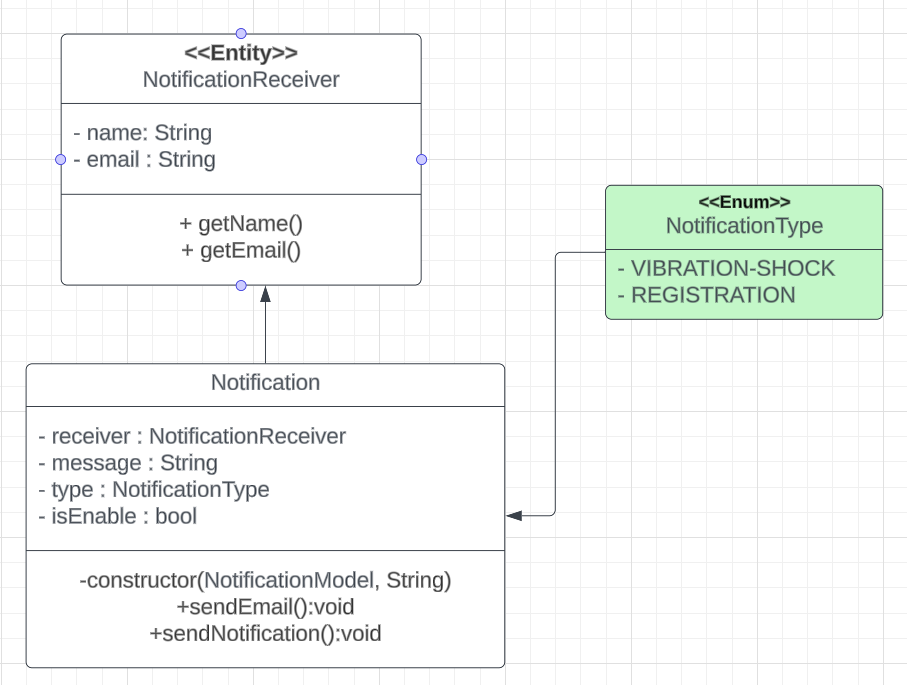 <<Entity>>
NotificationReceiver
- name: String
- email : String
+ getName()
+ getEmail()
<<Enum>>
NotificationType
- VIBRATION-SHOCK
- REGISTRATION
Notification
- receiver : NotificationReceiver
- message : String
- type : NotificationType
- isEnable : bool
-constructor(NotificationModel, String)
+sendEmail():void
+sendNotification():void